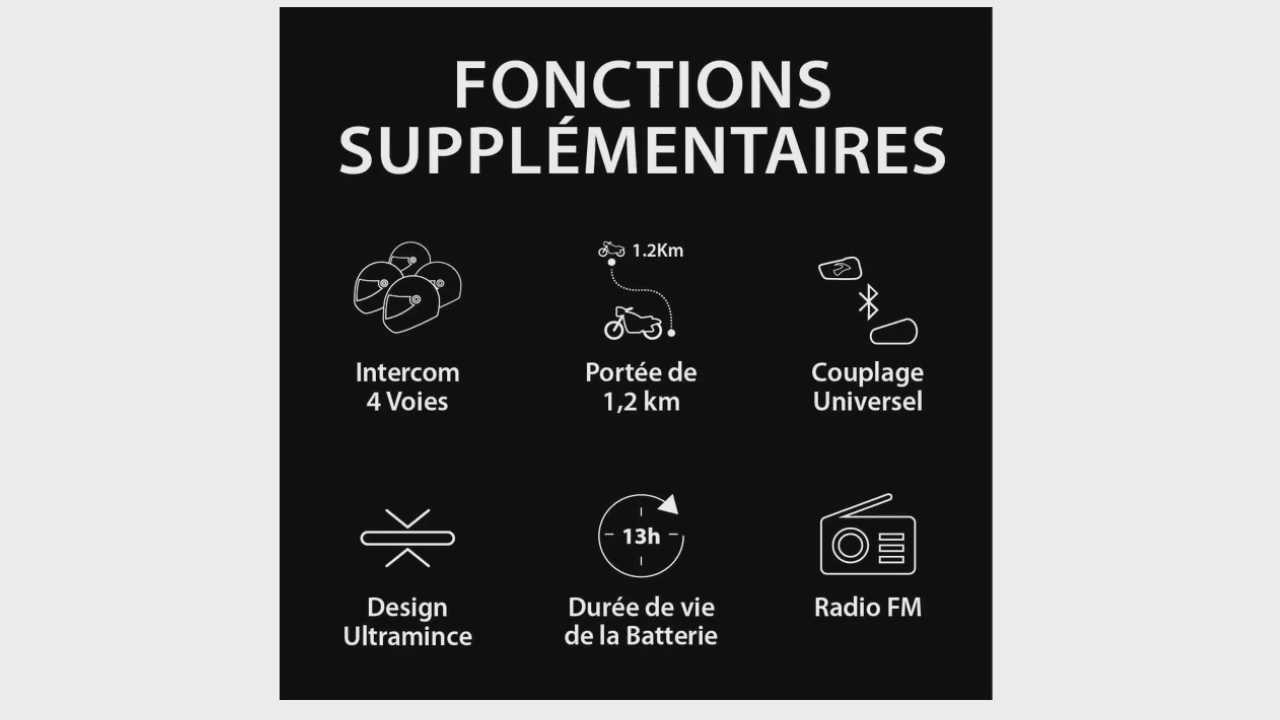 FONCTIONS
SUPPLÉMENTAIRES
1.2Km
Intercom
4 Voies
Portée de
1,2 km
Couplage
Universel
13h
Design
Ultramince
Durée de vie
de la Batterie
Radio FM